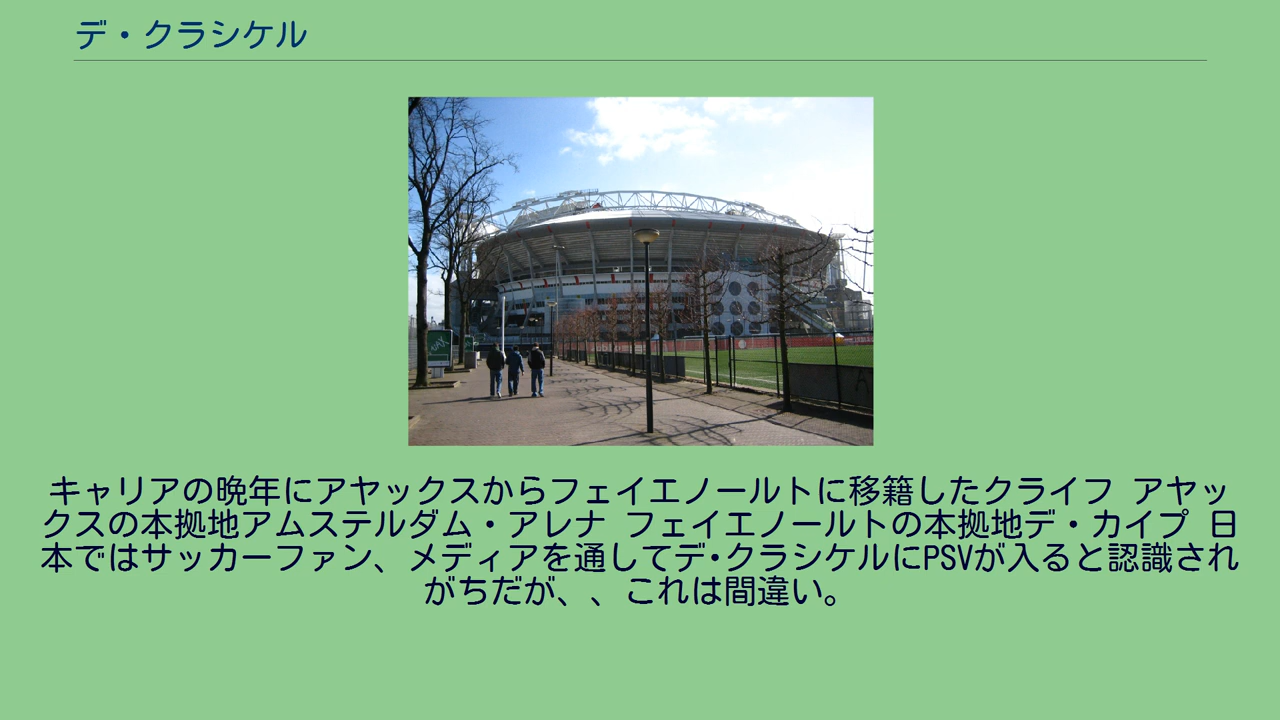 デ・クラシケル
キャリアの晩年にアヤックスからフェイエノールトに移籍したクライフ アヤッ
クスの本拠地アムステルダム・アレナ フェイエノールトの本拠地デ・カイプ 日
本ではサッカーファン、メディアを通してデ・クラシケルにPSVが入ると認識され
がちだが、、これは間違い。